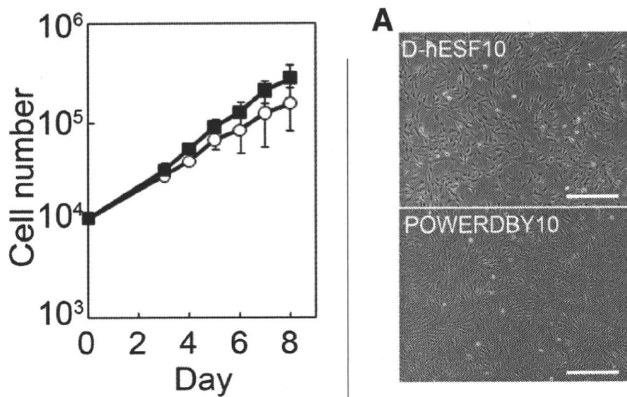 10⁶
10⁵
10⁴
10³
Cell number
0 2 4 6 8
Day
A
D-hESF10
POWERDBY10